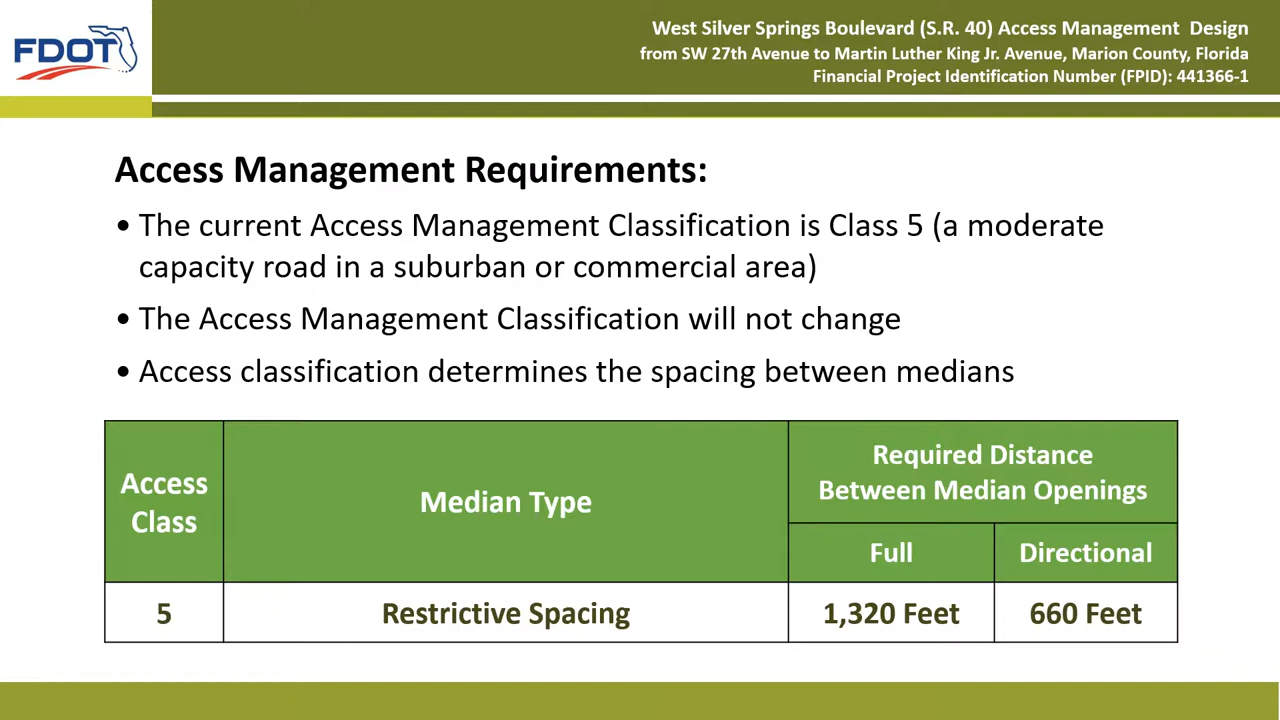 FDOT
West Silver Springs Boulevard (S.R. 40) Access Management Design
from SW 27th Avenue to Martin Luther King Jr. Avenue, Marion County, Florida
Financial Project Identification Number (FPID): 441366-1
Access Management Requirements:
• The current Access Management Classification is Class 5 (a moderate
capacity road in a suburban or commercial area)
• The Access Management Classification will not change
• Access classification determines the spacing between medians
Access
Class
Median Type
Required Distance
Between Median Openings
Full
Directional
5
Restrictive Spacing
1,320 Feet
660 Feet